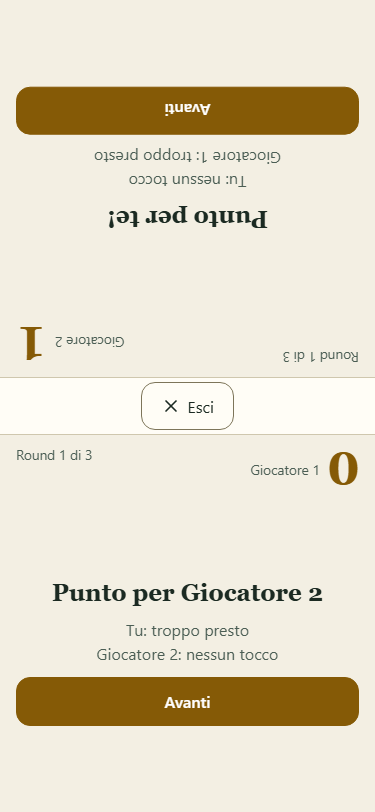 Avanti
Giocatore 1: troppo presto
Tu: nessun tocco
Punto per te!
1
Giocatore 2
Round 1 di 3
Esci
Round 1 di 3
Giocatore 1
0
Punto per Giocatore 2
Tu: troppo presto
Giocatore 2: nessun tocco
Avanti